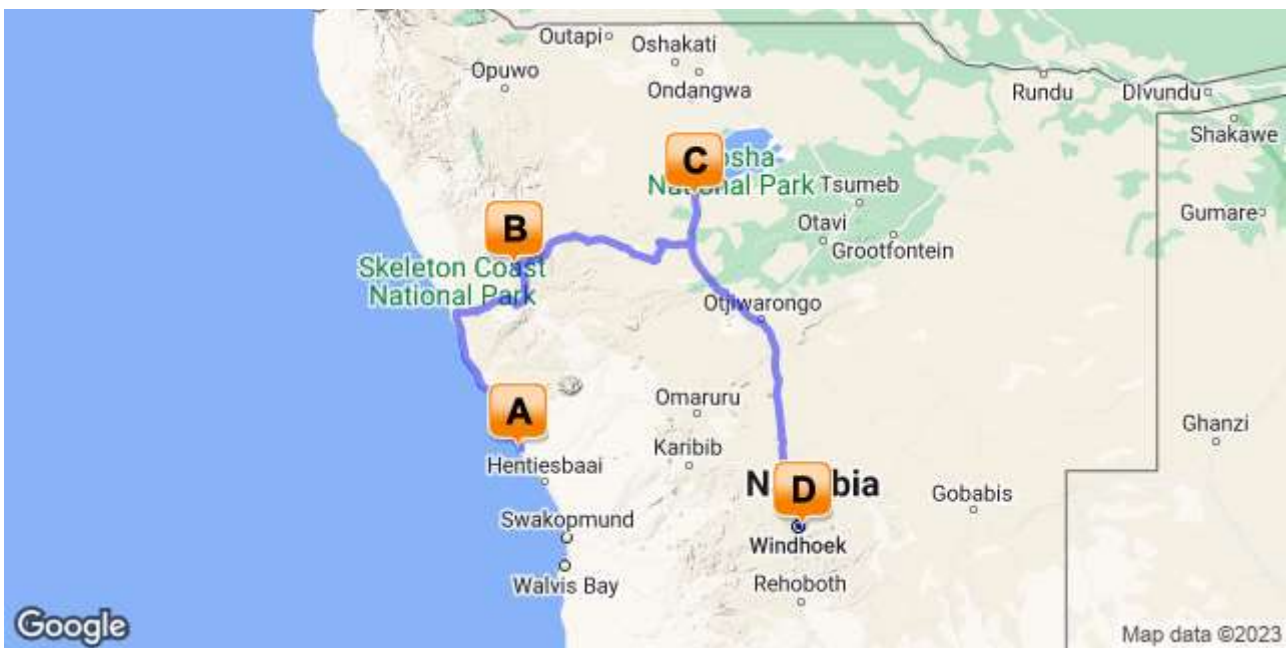 Outapi
Oshakati
Opuwo
Ondangwa
Rundu
Divundu
Shakawe
C
osha
National Park
Tsumeb
Gumare
B
Otavi
Grootfontein
Skeleton Coast
National Park
Otjiwarongo
A
Omaruru
Karibib
Ghanzi
Hentiesbaai
N
D
bia
Gobabis
Swakopmund
Windhoek
Walvis Bay
Rehoboth
Google
Map data ©2023